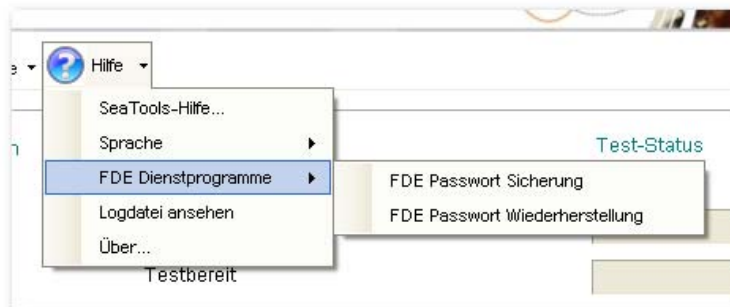 Hilfe
SeaTools-Hilfe...
Sprache
Test-Status
FDE Dienstprogramme
FDE Passwort Sicherung
Logdatei ansehen
FDE Passwort Wiederherstellung
Über...
Testbereit